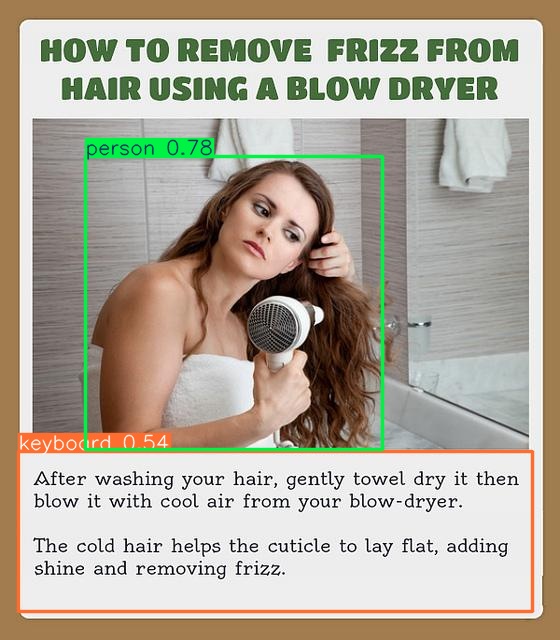 HOW TO REMOVE FRIZZ FROM
HAIR USING A BLOW DRYER
person 0.78
keyboard 0.54
After washing your hair, gently towel dry it then
blow it with cool air from your blow-dryer.
The cold hair helps the cuticle to lay flat, adding
shine and removing frizz.